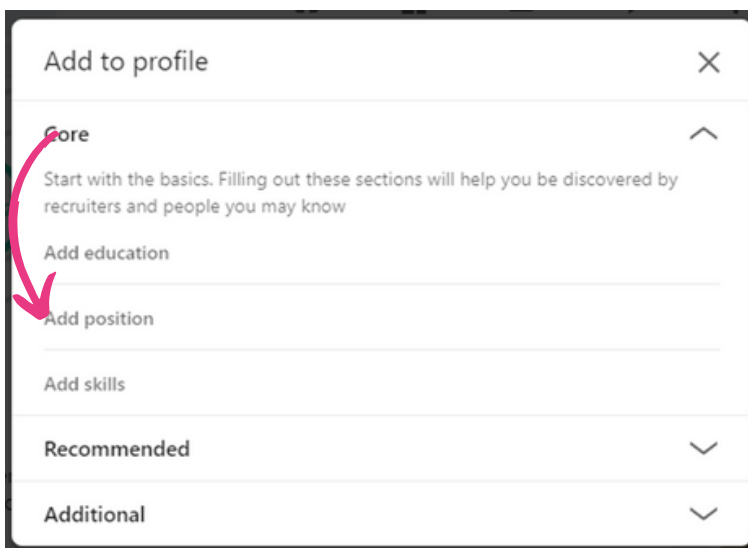 Add to profile
Core
Start with the basics. Filling out these sections will help you be discovered by
recruiters and people you may know
Add education
Add position
Add skills
Recommended
Additional